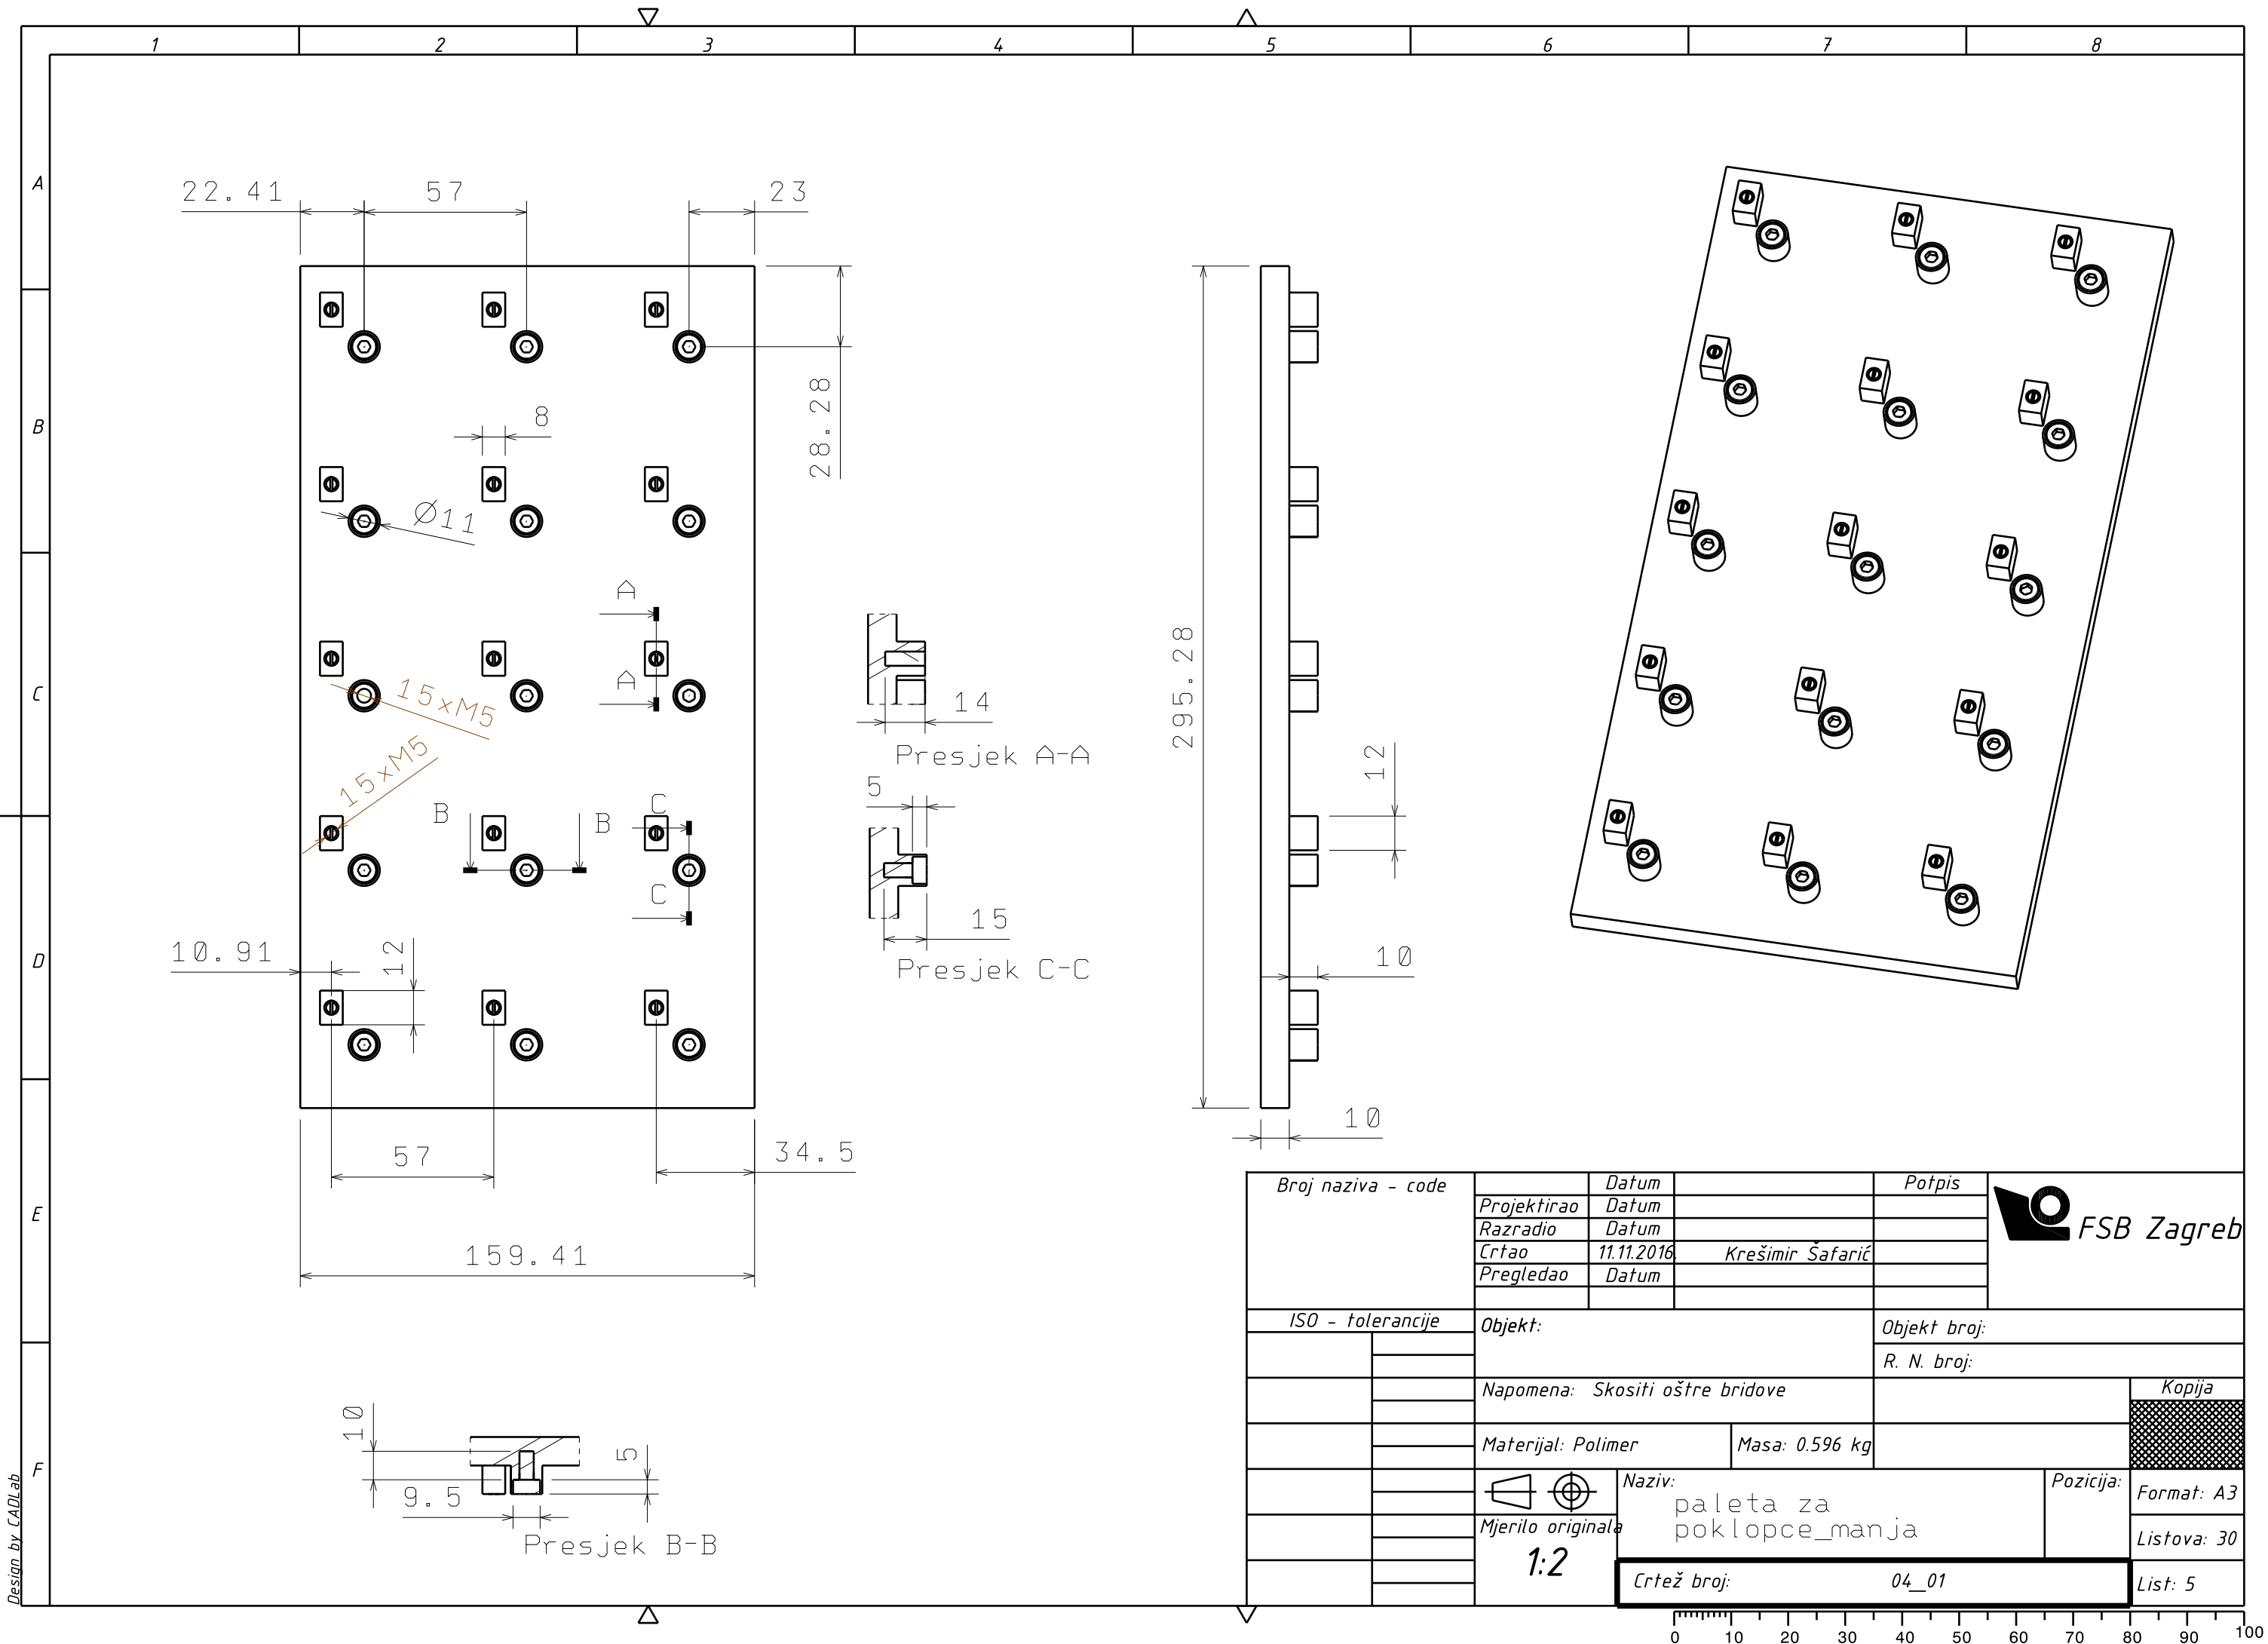 1 2 3 4 5 6 7 8
A
B
C
D
E
F
22.41 57 23
28.28
8
Ø11
A
A
15xM5
15xM5
B B
C
C
10.91
12
57
34.5
159.41
14
Presjek A-A
5
15
Presjek C-C
295.28
12
10
10
10
5
9.5
Presjek B-B
Design by CADLab
Broj naziva - code
Datum Potpis
Projektirao Datum
Razradio Datum
Crtao 11.11.2016. Krešimir Šafarić
Pregledao Datum
FSB Zagreb
ISO - tolerancije
Objekt:
Objekt broj:
R. N. broj:
Napomena: Skositi oštre bridove
Kopija
Materijal: Polimer
Masa: 0.596 kg
Naziv:
paleta za
poklopce_manja
Pozicija:
Format: A3
Mjerilo originala
1:2
Listova: 30
Crtež broj: 04_01
List: 5
0 10 20 30 40 50 60 70 80 90 100